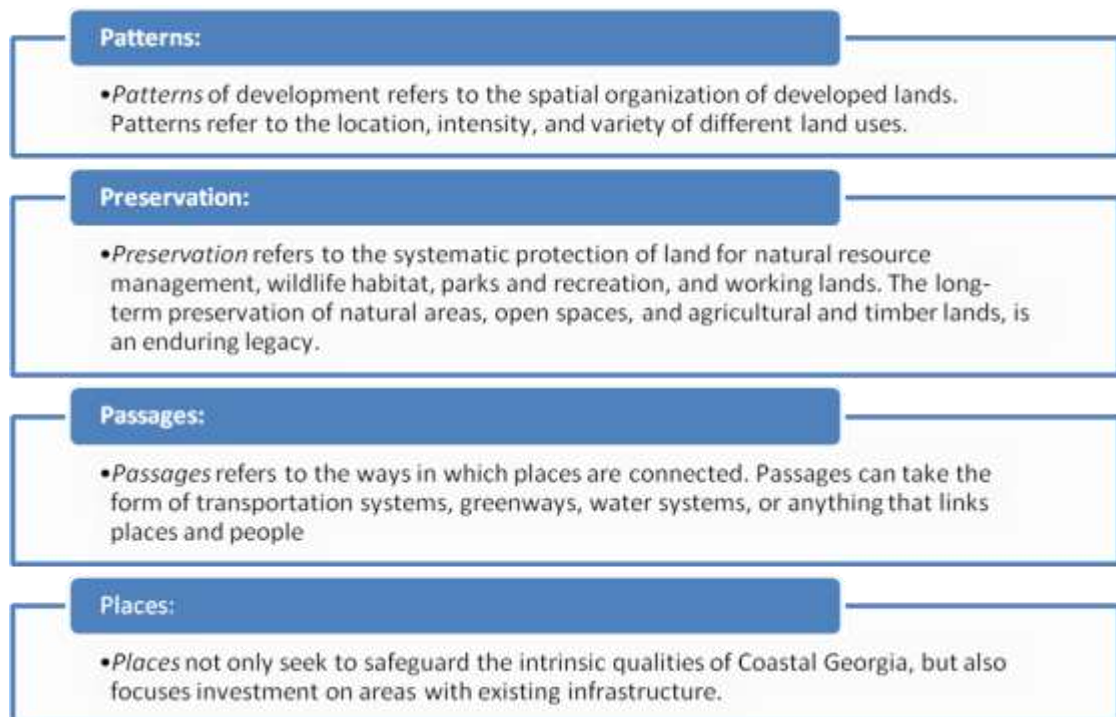 Patterns:
•Patterns of development refers to the spatial organization of developed lands.
Patterns refer to the location, intensity, and variety of different land uses.
Preservation:
•Preservation refers to the systematic protection of land for natural resource
management, wildlife habitat, parks and recreation, and working lands. The long-
term preservation of natural areas, open spaces, and agricultural and timber lands, is
an enduring legacy.
Passages:
•Passages refers to the ways in which places are connected. Passages can take the
form of transportation systems, greenways, water systems, or anything that links
places and people
Places:
•Places not only seek to safeguard the intrinsic qualities of Coastal Georgia, but also
focuses investment on areas with existing infrastructure.